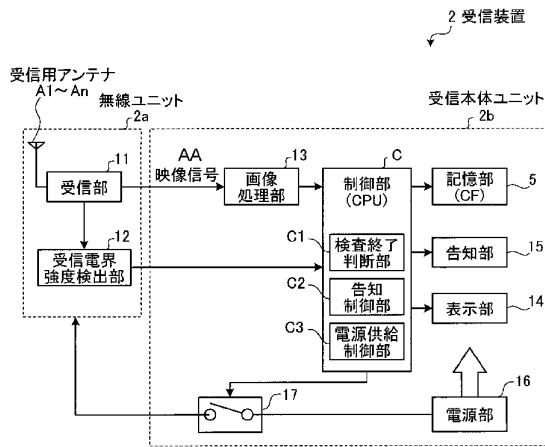 2 受信装置
受信用アンテナ
A1～An
無線ユニット
2a
受信本体ユニット
2b
11
受信部
AA
映像信号
13
画像
処理部
C
制御部
(CPU)
5
記憶部
(CF)
12
受信電界
強度検出部
C1
検査終了
判断部
15
告知部
C2
告知
制御部
14
表示部
C3
電源供給
制御部
17
16
電源部